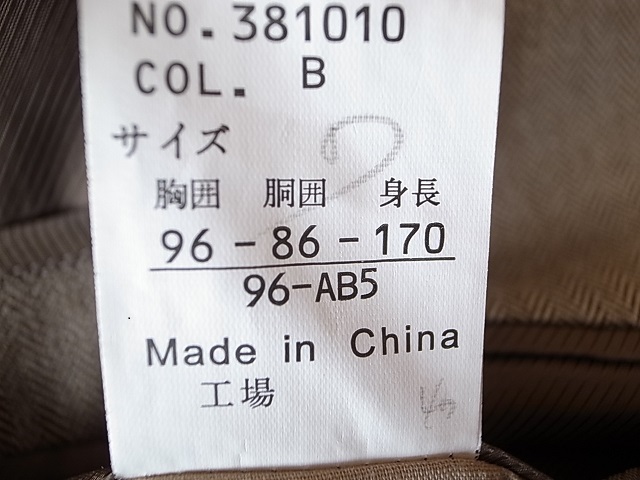 NO.381010
COL. B
サイズ
胸囲 胴囲 身長
96-86-170
96-AB5
Made in China
工場